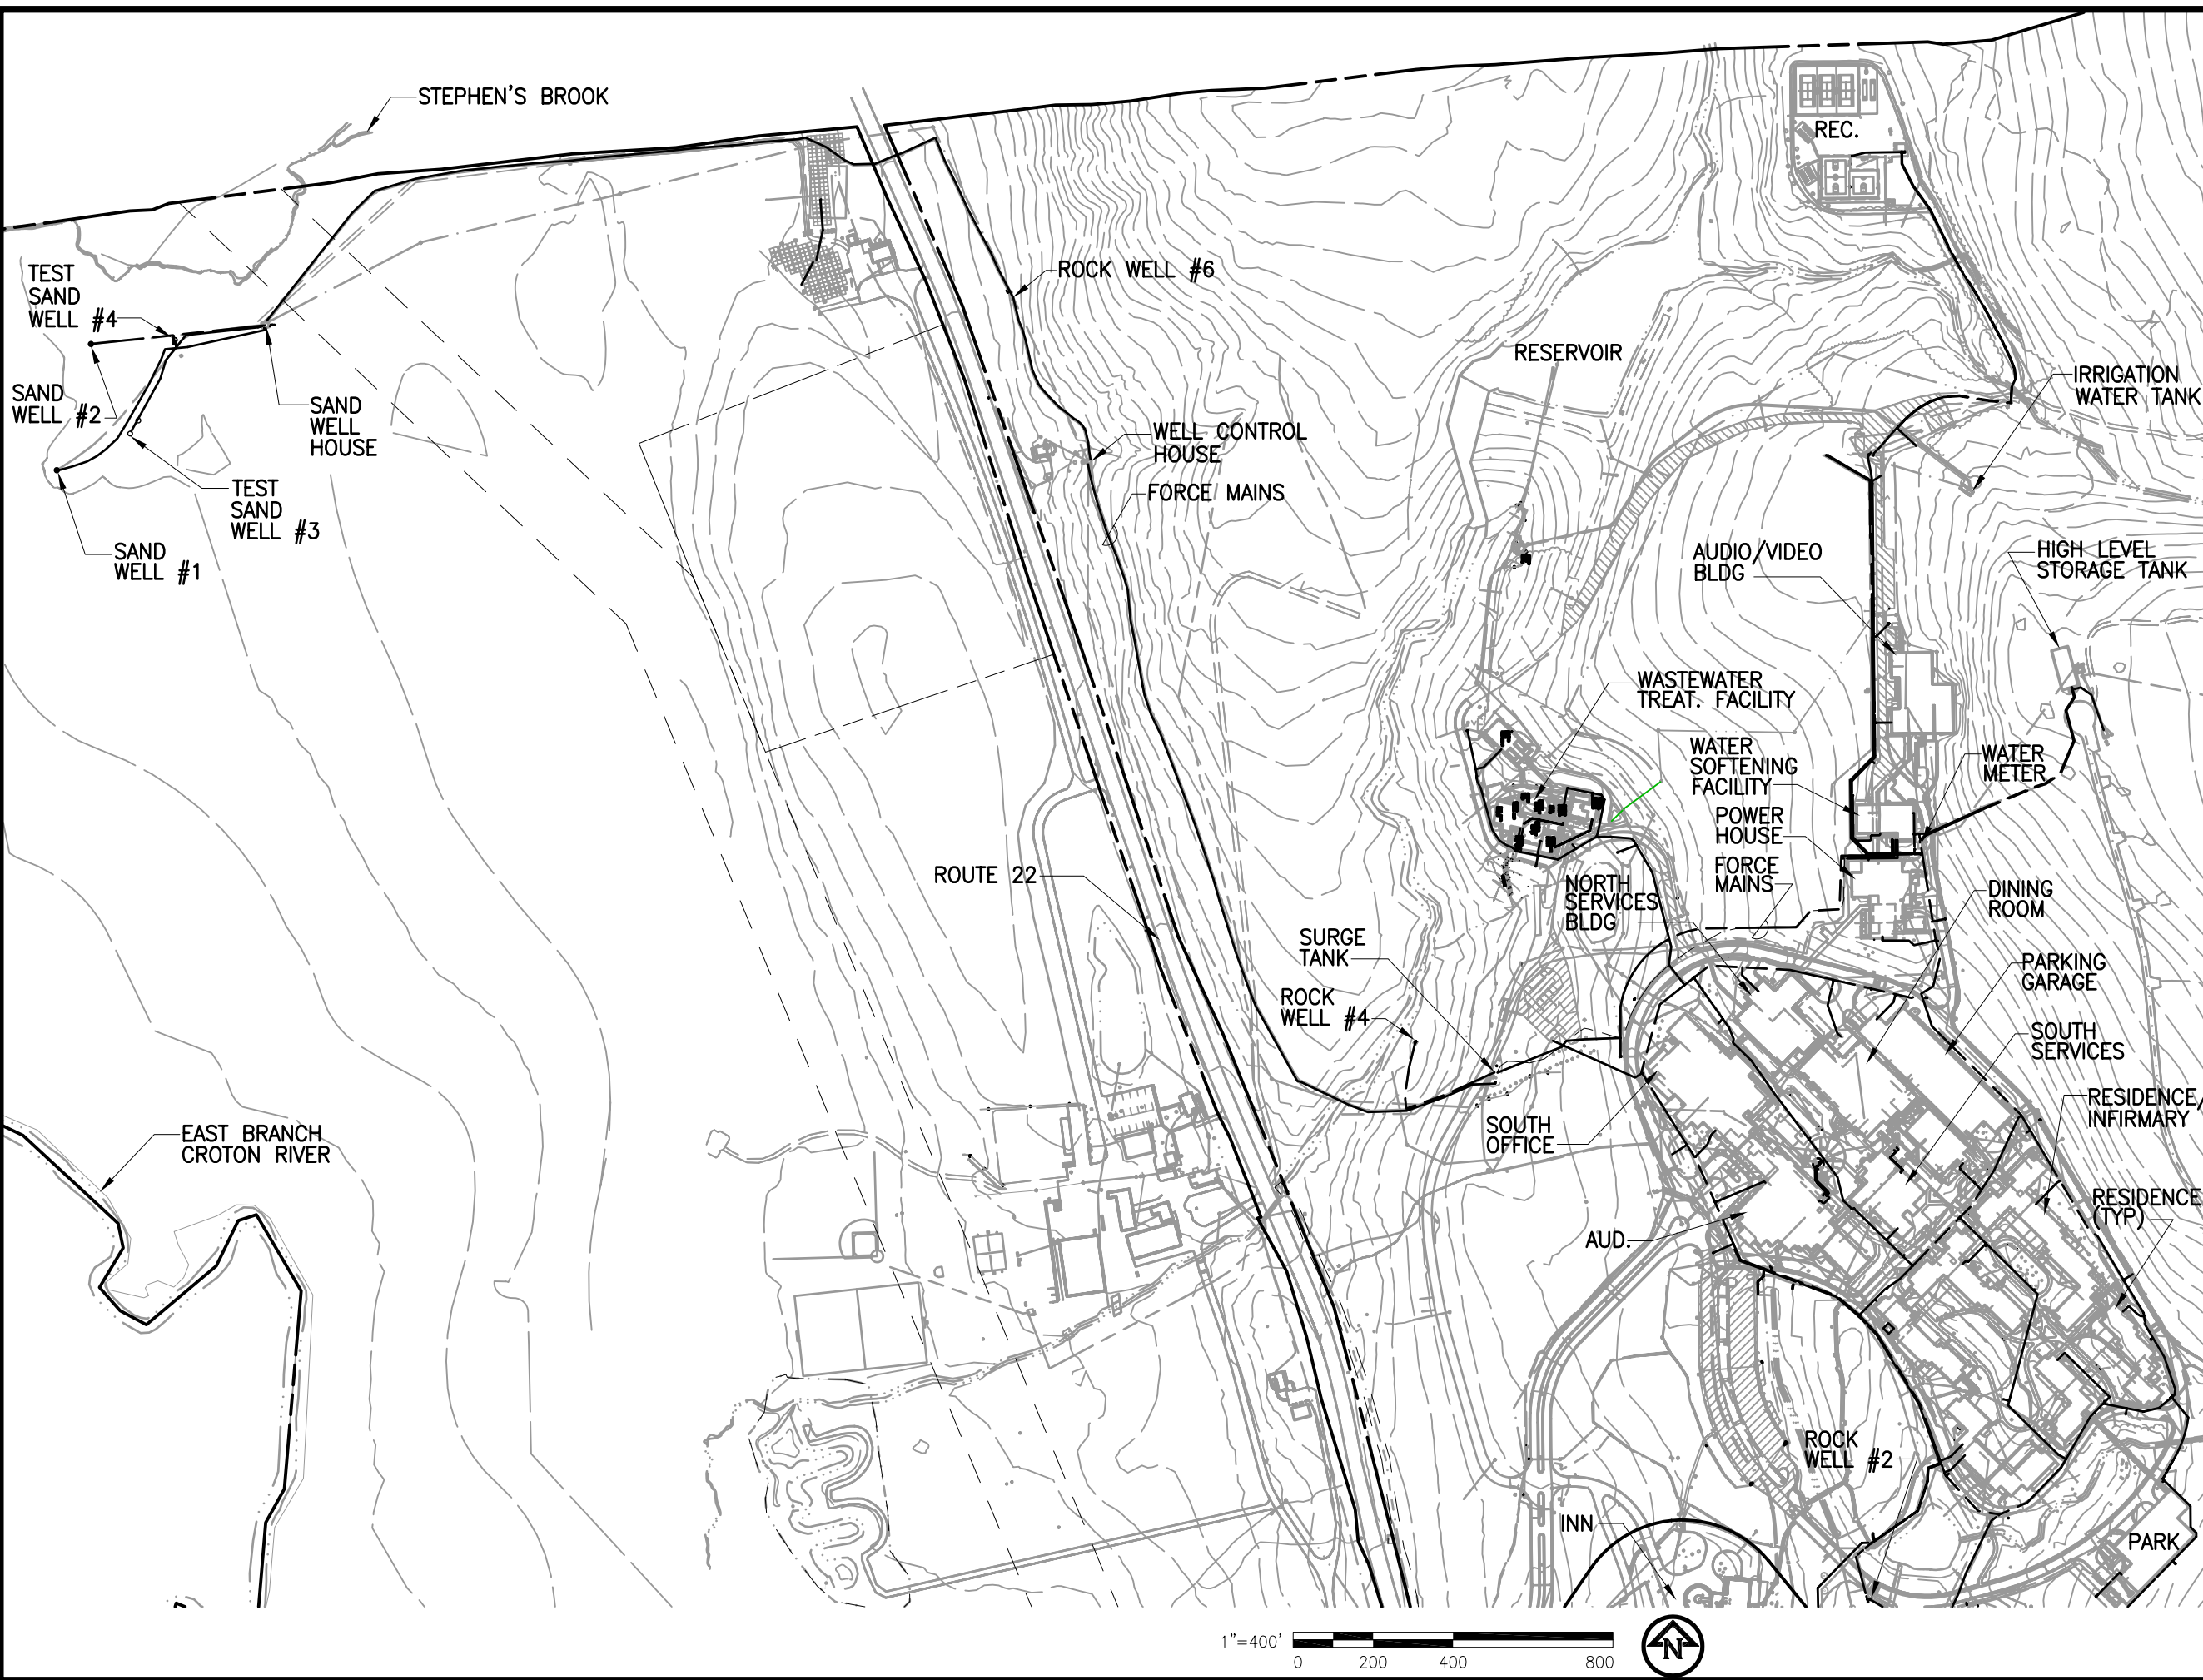 STEPHEN'S BROOK
REC.
TEST
SAND
WELL #4
ROCK WELL #6
RESERVOIR
IRRIGATION
WATER TANK
SAND
WELL #2
SAND
WELL
HOUSE
WELL CONTROL
HOUSE
FORCE MAINS
TEST
SAND
WELL #3
SAND
WELL #1
AUDIO/VIDEO
BLDG
HIGH LEVEL
STORAGE TANK
WASTEWATER
TREAT. FACILITY
WATER
SOFTENING
FACILITY
WATER
METER
POWER
HOUSE
FORCE
MAINS
ROUTE 22
NORTH
SERVICES
BLDG
DINING
ROOM
SURGE
TANK
PARKING
GARAGE
ROCK
WELL #4
SOUTH
SERVICES
RESIDENCE/
INFIRMARY
SOUTH
OFFICE
EAST BRANCH
CROTON RIVER
RESIDENCE
(TYP)
AUD.
ROCK
WELL #2
INN
PARK
1"=400'
0 200 400 800
N